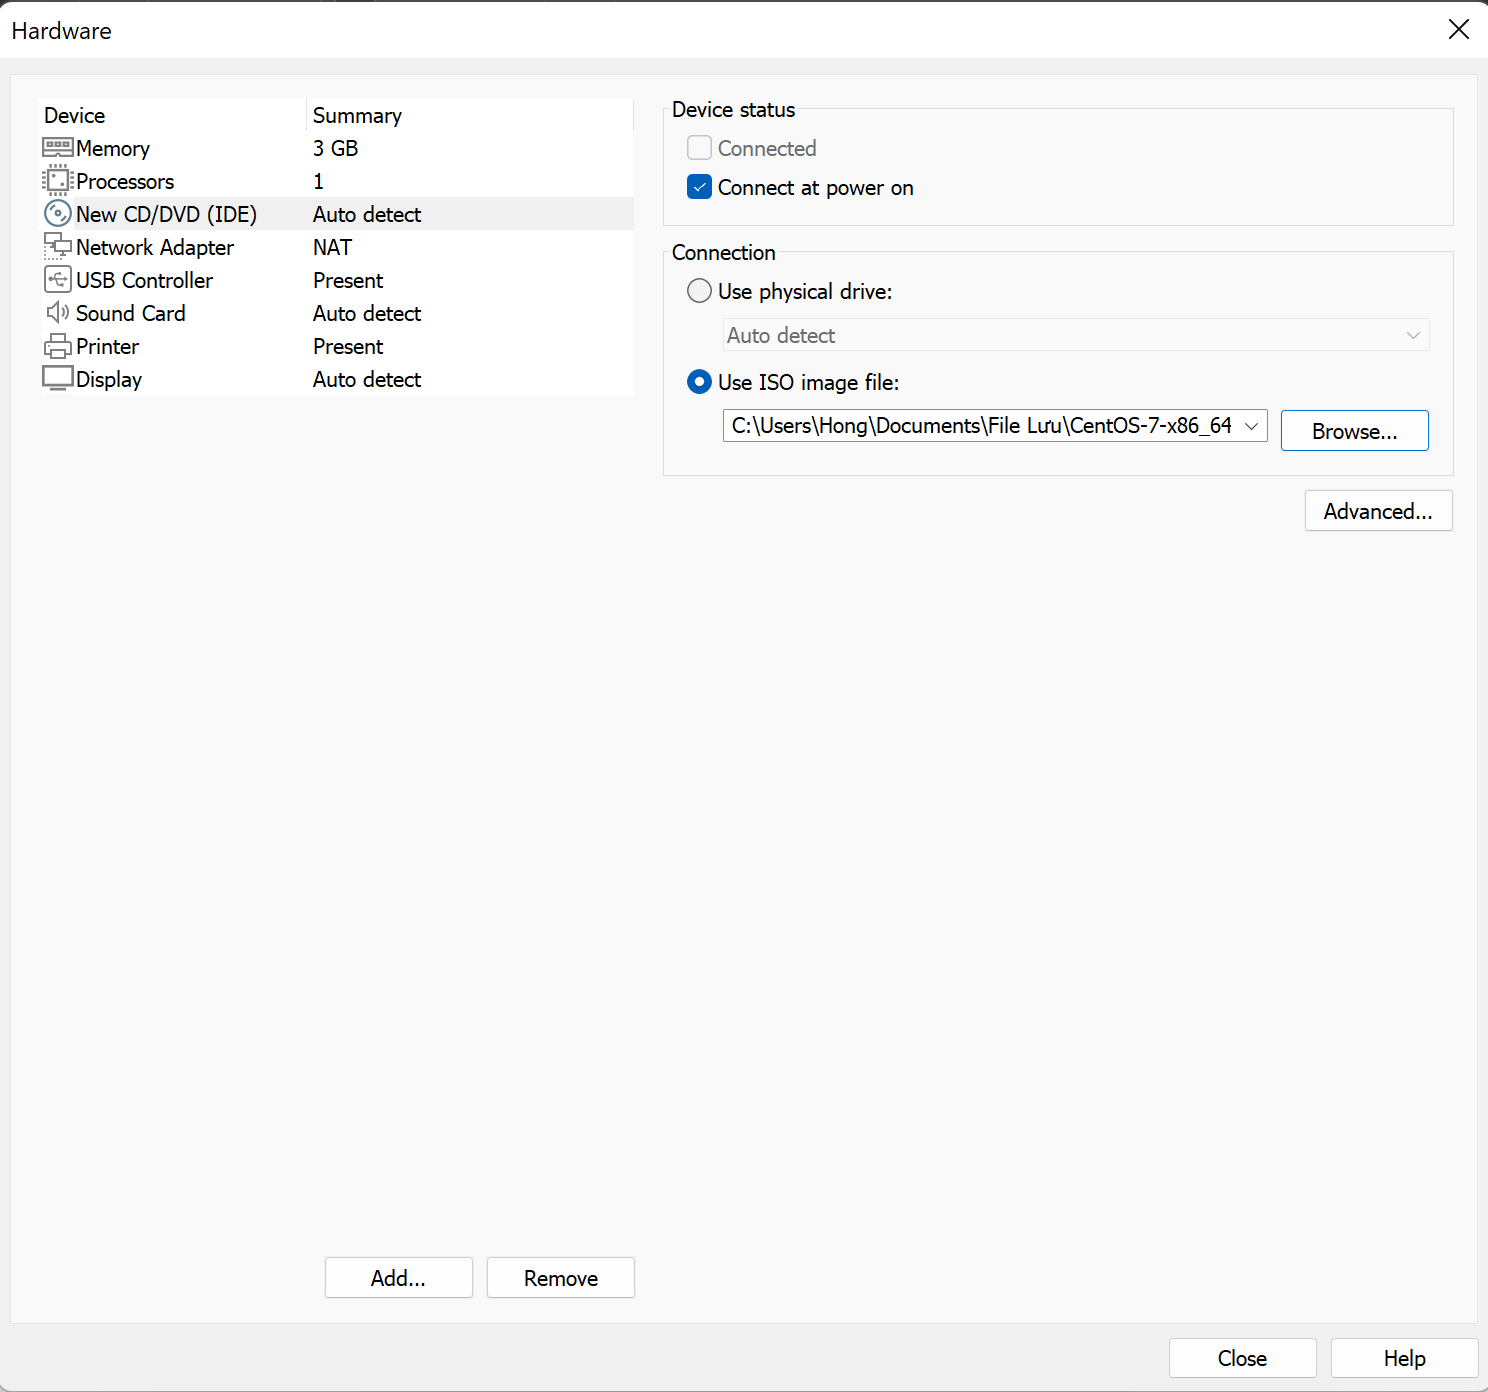 Hardware
Device Summary
Memory 3 GB
Processors 1
New CD/DVD (IDE) Auto detect
Network Adapter NAT
USB Controller Present
Sound Card Auto detect
Printer Present
Display Auto detect
Device status
Connected
Connect at power on
Connection
Use physical drive:
Auto detect
Use ISO image file:
C:\Users\Hong\Documents\File Lưu\CentOS-7-x86_64
Browse...
Advanced...
Add... Remove
Close Help